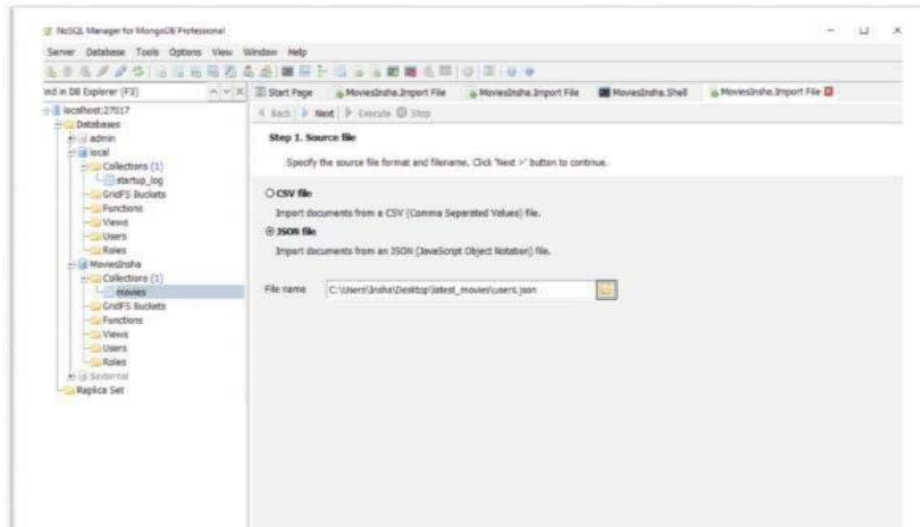 NoSQL Manager for MongoDB Professional
Server Database Tools Options View Window Help
ind in DB Explorer (F3)
Start Page MoviesInsha.Import File MoviesInsha.Import File MoviesInsha.Shell MoviesInsha.Import File
Back Next Execute Stop
localhost:27017
Databases
admin
local
Collections (1)
startup_log
GridFS Buckets
Functions
Views
Users
Roles
MoviesInsha
Collections (1)
movies
GridFS Buckets
Functions
Views
Users
Roles
$external
Replica Set
Step 1. Source file
Specify the source file format and filename. Click 'Next >' button to continue.
CSV file
Import documents from a CSV (Comma Separated Values) file.
JSON file
Import documents from an JSON (JavaScript Object Notation) file.
File name C:\Users\Insha\Desktop\latest_movies\users.json